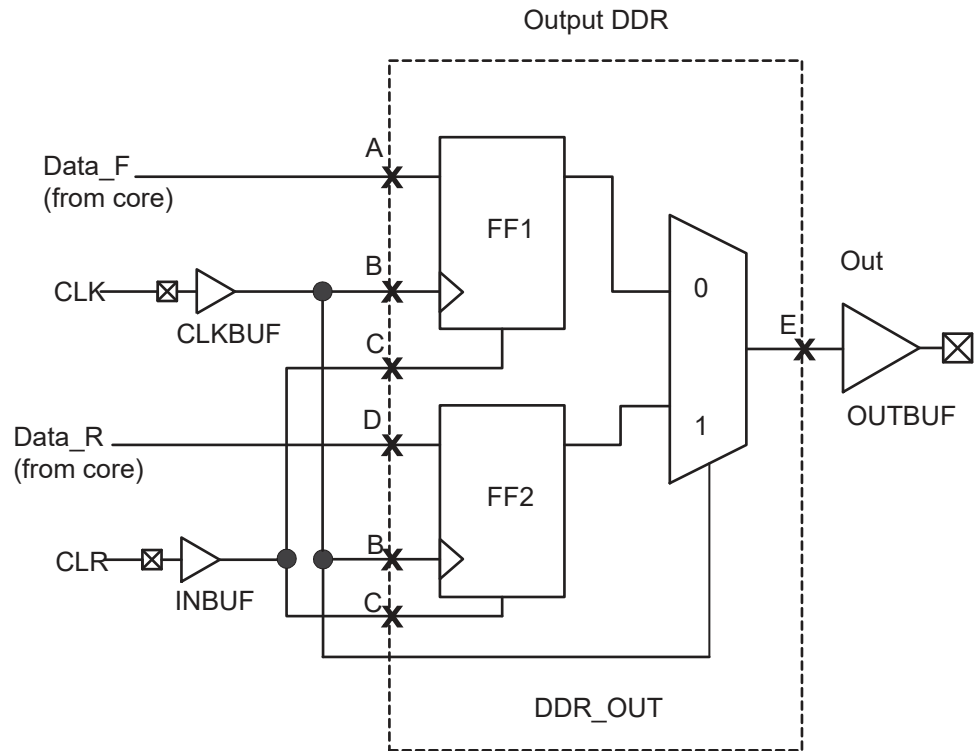 Output DDR
A
Data_F
(from core)
FF1
B
Out
CLK
0
CLKBUF
E
C
OUTBUF
D
Data_R
(from core)
1
FF2
B
CLR
INBUF
C
DDR_OUT